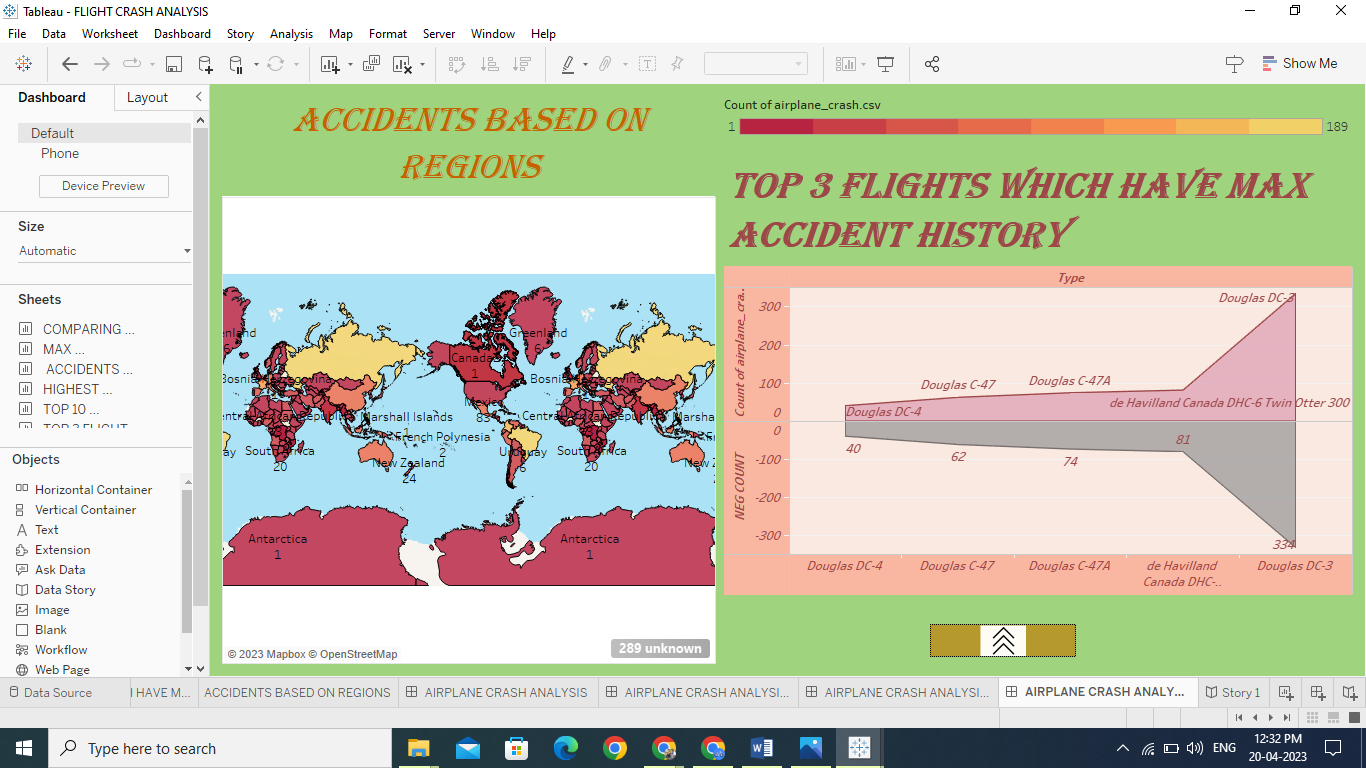 Tableau - FLIGHT CRASH ANALYSIS
File Data Worksheet Dashboard Story Analysis Map Format Server Window Help
Show Me
Dashboard Layout
Default
Phone
Device Preview
Size
Automatic
Sheets
COMPARING ...
MAX ...
ACCIDENTS ...
HIGHEST ...
TOP 10 ...
TOP 3 FLIGHT
Objects
Horizontal Container
Vertical Container
Text
Extension
Ask Data
Data Story
Image
Blank
Workflow
Web Page
ACCIDENTS BASED ON
REGIONS
Greenland
Canada
1
Bosnia Herzegovina
Bosnia Herzegovina
Mexico
83
Marshall Islands
1
Central African Republic
French Polynesia
2
South Africa
20
South Africa
20
Uruguay
6
New Zealand
24
Antarctica
1
Antarctica
1
© 2023 Mapbox © OpenStreetMap
289 unknown
Count of airplane_crash.csv
1 189
TOP 3 FLIGHTS WHICH HAVE MAX
ACCIDENT HISTORY
Type
Count of airplane_cra..
300
200
100
0
Douglas DC-3
Douglas C-47
Douglas C-47A
Douglas DC-4
de Havilland Canada DHC-6 Twin Otter 300
NEG COUNT
0
-100
-200
-300
40
62
74
81
334
Douglas DC-4
Douglas C-47
Douglas C-47A
de Havilland
Canada DHC-..
Douglas DC-3
Data Source
I HAVE M...
ACCIDENTS BASED ON REGIONS
AIRPLANE CRASH ANALYSIS
AIRPLANE CRASH ANALYSI...
AIRPLANE CRASH ANALYSI...
AIRPLANE CRASH ANALY...
Story 1
Type here to search
ENG
12:32 PM
20-04-2023